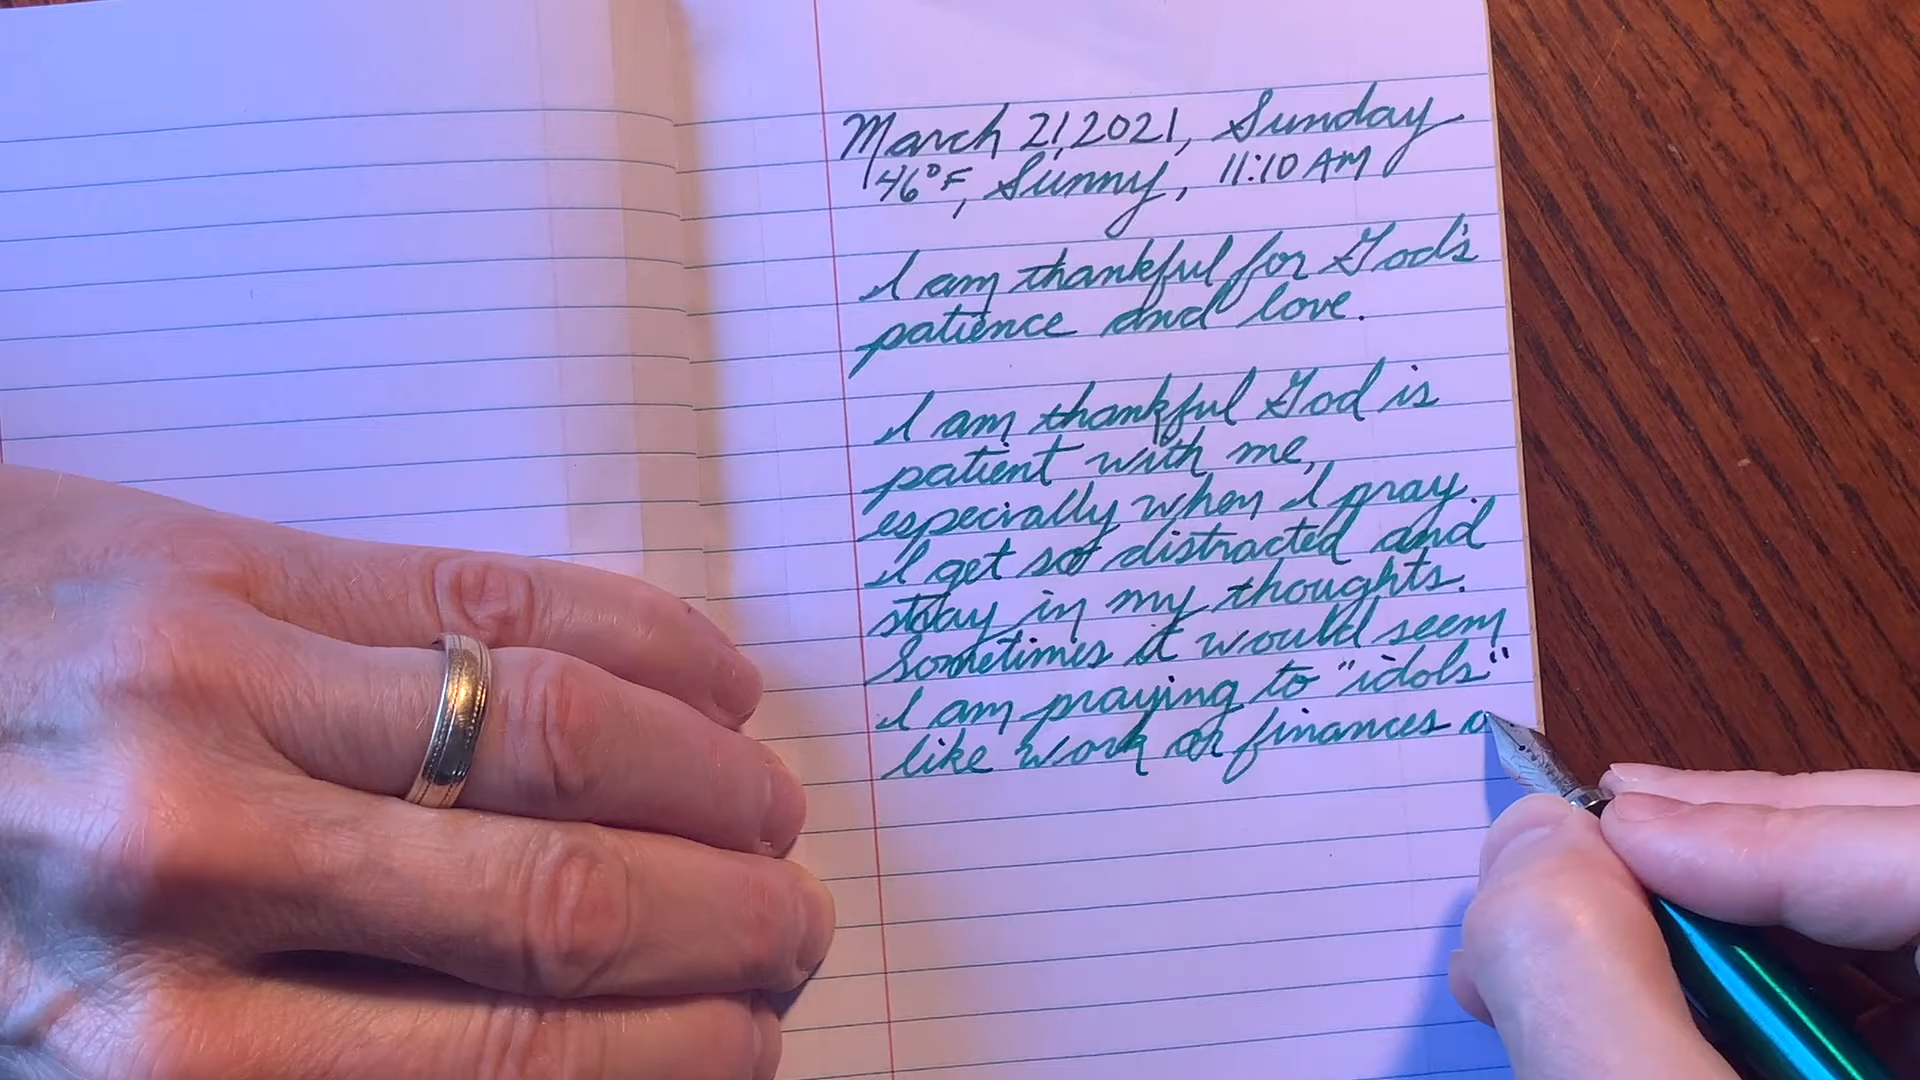 March 21, 2021, Sunday
46°F, Sunny, 11:10 AM
I am thankful for God's
patience and love.
I am thankful God is
patient with me,
especially when I pray.
I get so distracted and
stay in my thoughts.
Sometimes it would seem
I am praying to "idols"
like work or finances o